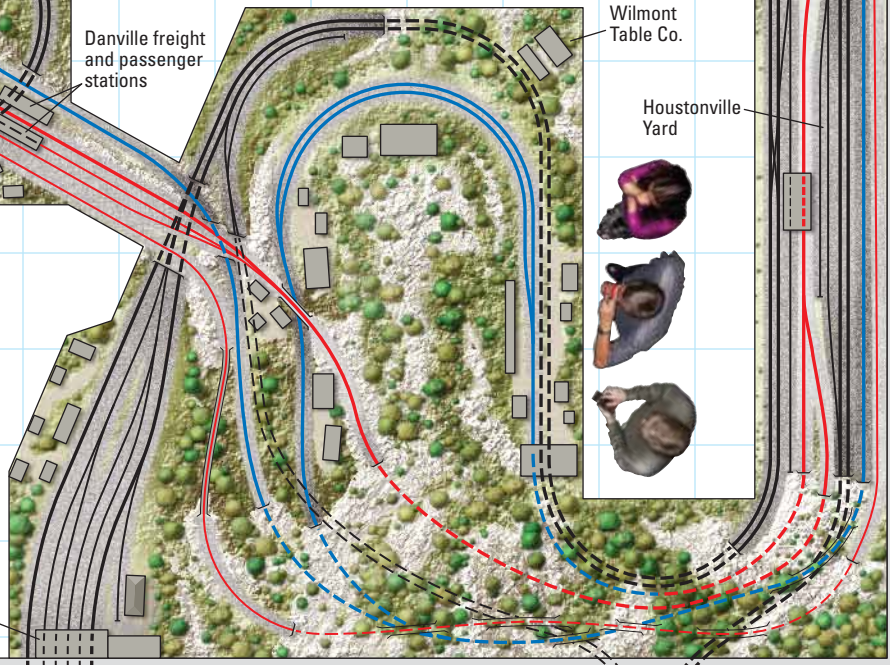 Danville freight
and passenger
stations
Wilmont
Table Co.
Houstonville
Yard